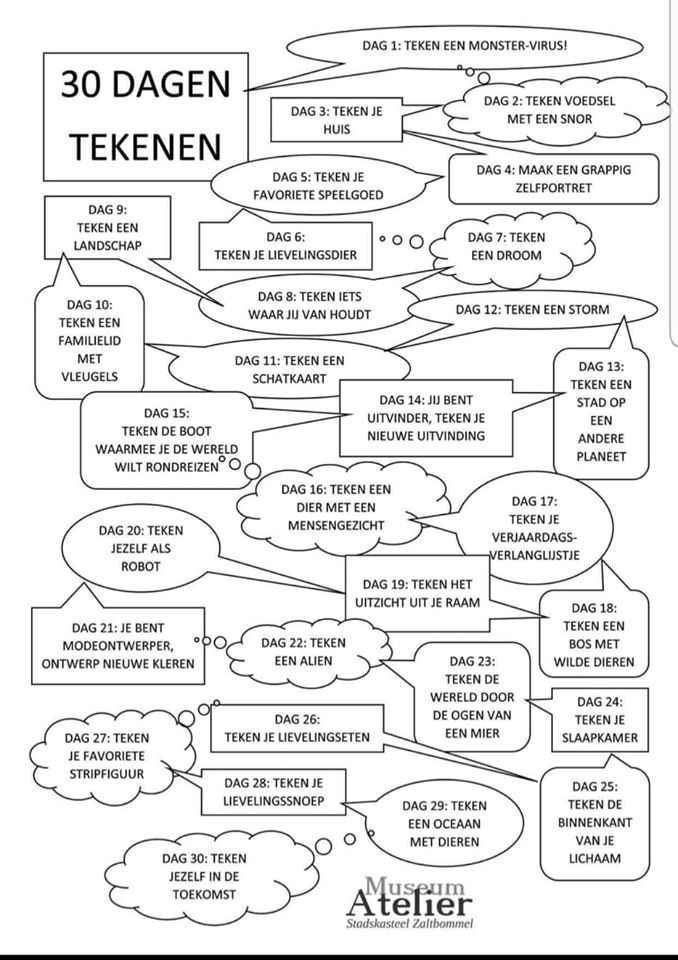 30 DAGEN
TEKENEN
DAG 1: TEKEN EEN MONSTER-VIRUS!
DAG 2: TEKEN VOEDSEL
MET EEN SNOR
DAG 3: TEKEN JE
HUIS
DAG 4: MAAK EEN GRAPPIG
ZELFPORTRET
DAG 5: TEKEN JE
FAVORIETE SPEELGOED
DAG 6:
TEKEN JE LIEVELINGSDIER
DAG 7: TEKEN
EEN DROOM
DAG 8: TEKEN IETS
WAAR JIJ VAN HOUDT
DAG 9:
TEKEN EEN
LANDSCHAP
DAG 10:
TEKEN EEN
FAMILIELID
MET
VLEUGELS
DAG 11: TEKEN EEN
SCHATKAART
DAG 12: TEKEN EEN STORM
DAG 13:
TEKEN EEN
STAD OP
EEN
ANDERE
PLANEET
DAG 14: JIJ BENT
UITVINDER, TEKEN JE
NIEUWE UITVINDING
DAG 15:
TEKEN DE BOOT
WAARMEE JE DE WERELD
WILT RONDREIZEN
DAG 16: TEKEN EEN
DIER MET EEN
MENSENGEZICHT
DAG 17:
TEKEN JE
VERJAARDAGS-
VERLANGLIJSTJE
DAG 18:
TEKEN EEN
BOS MET
WILDE DIEREN
DAG 19: TEKEN HET
UITZICHT UIT JE RAAM
DAG 20: TEKEN
JEZELF ALS
ROBOT
DAG 21: JE BENT
MODEONTWERPER,
ONTWERP NIEUWE KLEREN
DAG 22: TEKEN
EEN ALIEN
DAG 23:
TEKEN DE
WERELD DOOR
DE OGEN VAN
EEN MIER
DAG 24:
TEKEN JE
SLAAPKAMER
DAG 25:
TEKEN DE
BINNENKANT
VAN JE
LICHAAM
DAG 26:
TEKEN JE LIEVELINGSETEN
DAG 27: TEKEN
JE FAVORIETE
STRIPFIGUUR
DAG 28: TEKEN JE
LIEVELINGSSNOEP
DAG 29: TEKEN
EEN OCEAAN
MET DIEREN
DAG 30: TEKEN
JEZELF IN DE
TOEKOMST
Museum
Atelier
Stadskasteel Zaltbommel